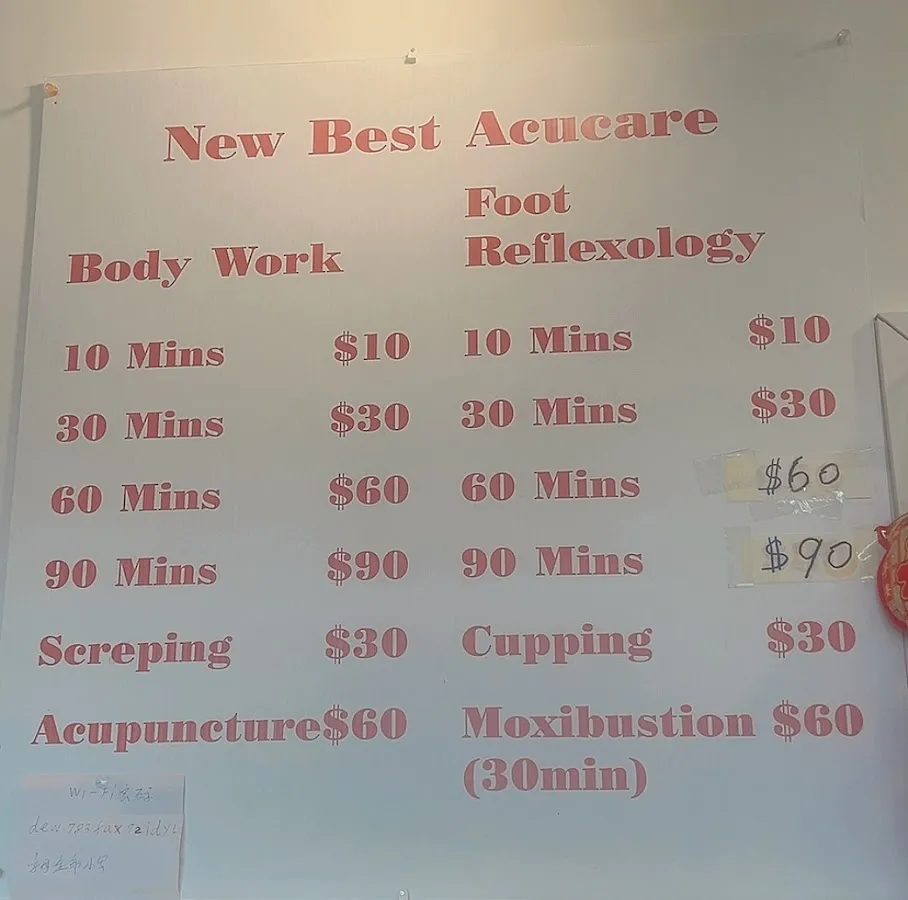 New Best Acucare
Body Work
10 Mins $10
30 Mins $30
60 Mins $60
90 Mins $90
Screping $30
Acupuncture $60
Foot
Reflexology
10 Mins $10
30 Mins $30
60 Mins $60
90 Mins $90
Cupping $30
Moxibustion $60
(30min)